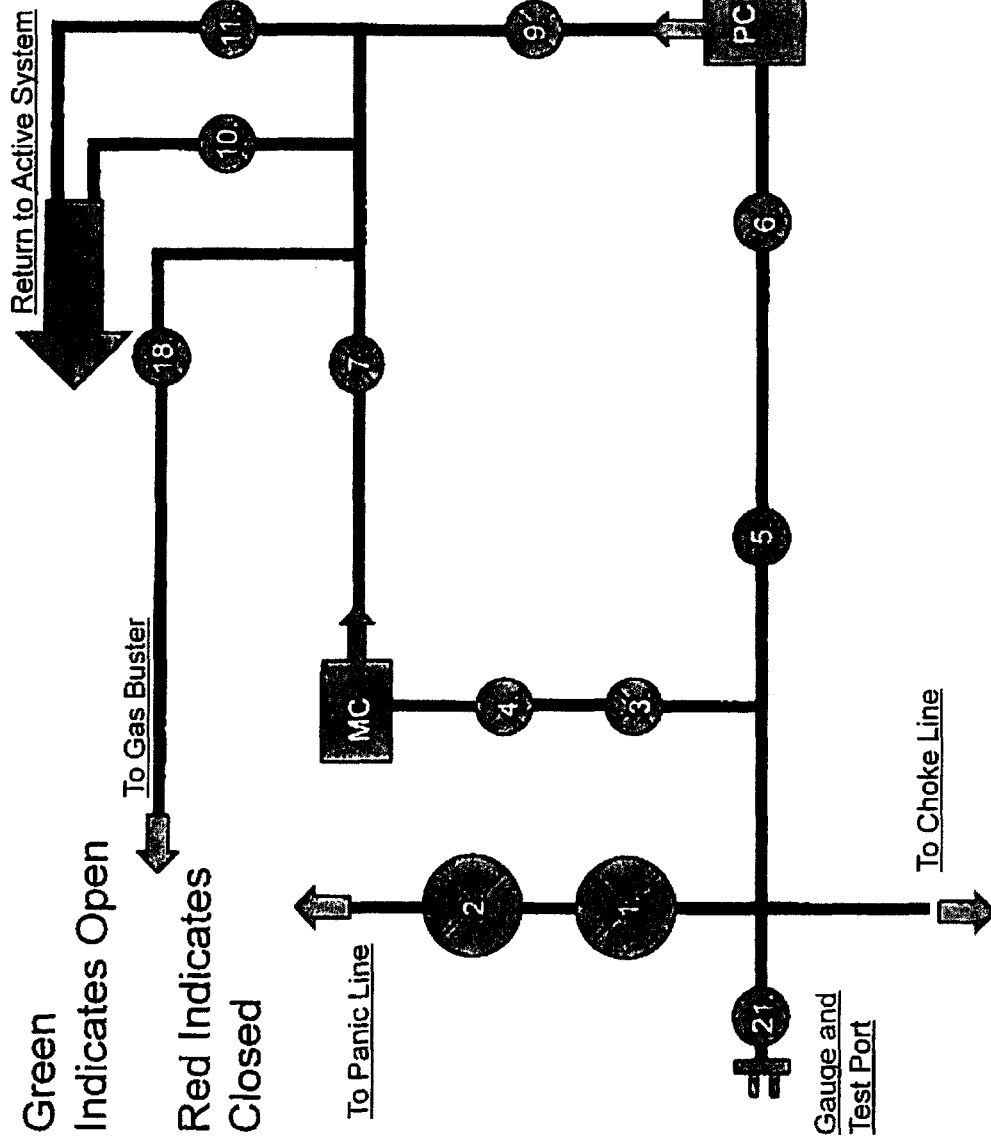 Green
Indicates Open
Red Indicates
Closed
To Gas Buster
Return to Active System
To Panic Line
To Choke Line
Gauge and
Test Port
MC
PC
1.
2.
3.
4.
5
6
7
9
10.
11.
18
21